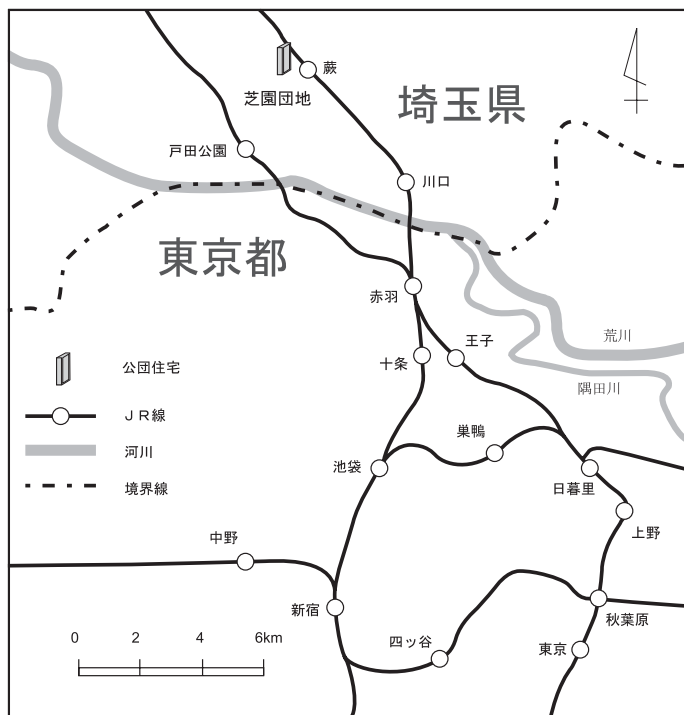 蕨
芝園団地
埼玉県
戸田公園
川口
東京都
赤羽
荒川
王子
十条
公団住宅
隅田川
JR線
巣鴨
河川
池袋
日暮里
境界線
上野
中野
新宿
秋葉原
四ッ谷
東京
0 2 4 6km